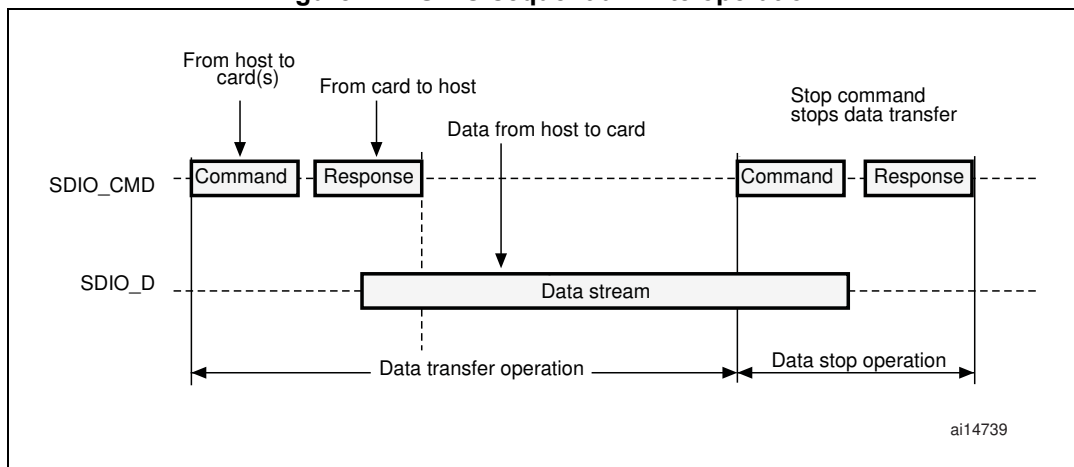 From host to
card(s)
From card to host
Data from host to card
Stop command
stops data transfer
SDIO_CMD
Command
Response
Command
Response
SDIO_D
Data stream
Data transfer operation
Data stop operation
ai14739